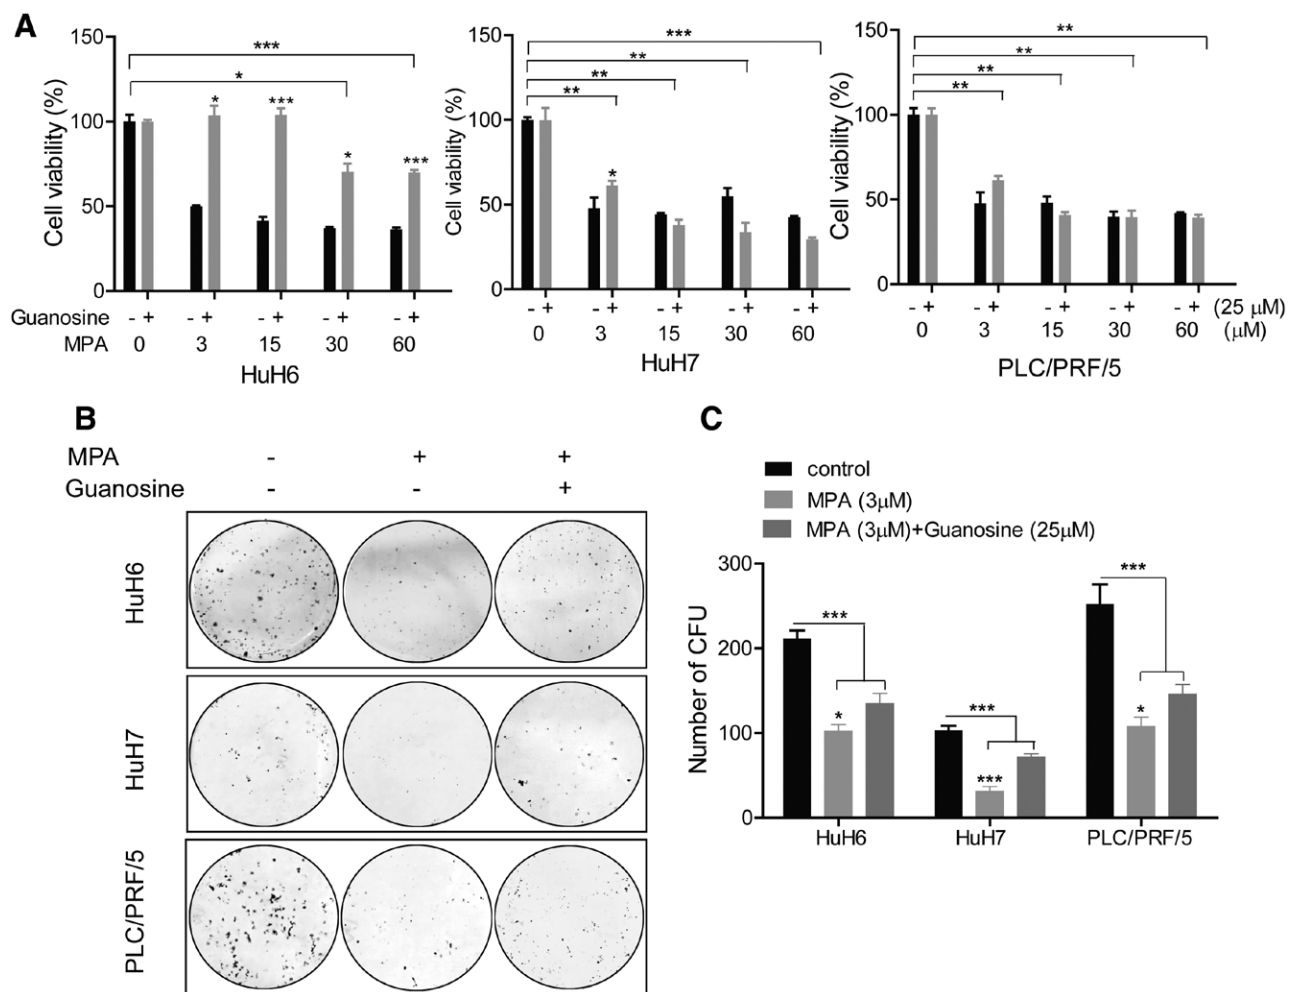 A
Cell viability (%)
150
100
50
0
***
*
*
***
*
***
Guanosine - + - + - + - + - +
MPA 0 3 15 30 60
HuH6
Cell viability (%)
150
100
50
0
***
**
**
**
*
- + - + - + - + - +
0 3 15 30 60
HuH7
Cell viability (%)
150
100
50
0
**
**
**
**
- + - + - + - + - + (25 μM)
0 3 15 30 60 (μM)
PLC/PRF/5
B
MPA - + +
Guanosine - - +
HuH6
HuH7
PLC/PRF/5
C
control
MPA (3μM)
MPA (3μM)+Guanosine (25μM)
Number of CFU
300
200
100
0
***
*
***
***
***
*
HuH6 HuH7 PLC/PRF/5